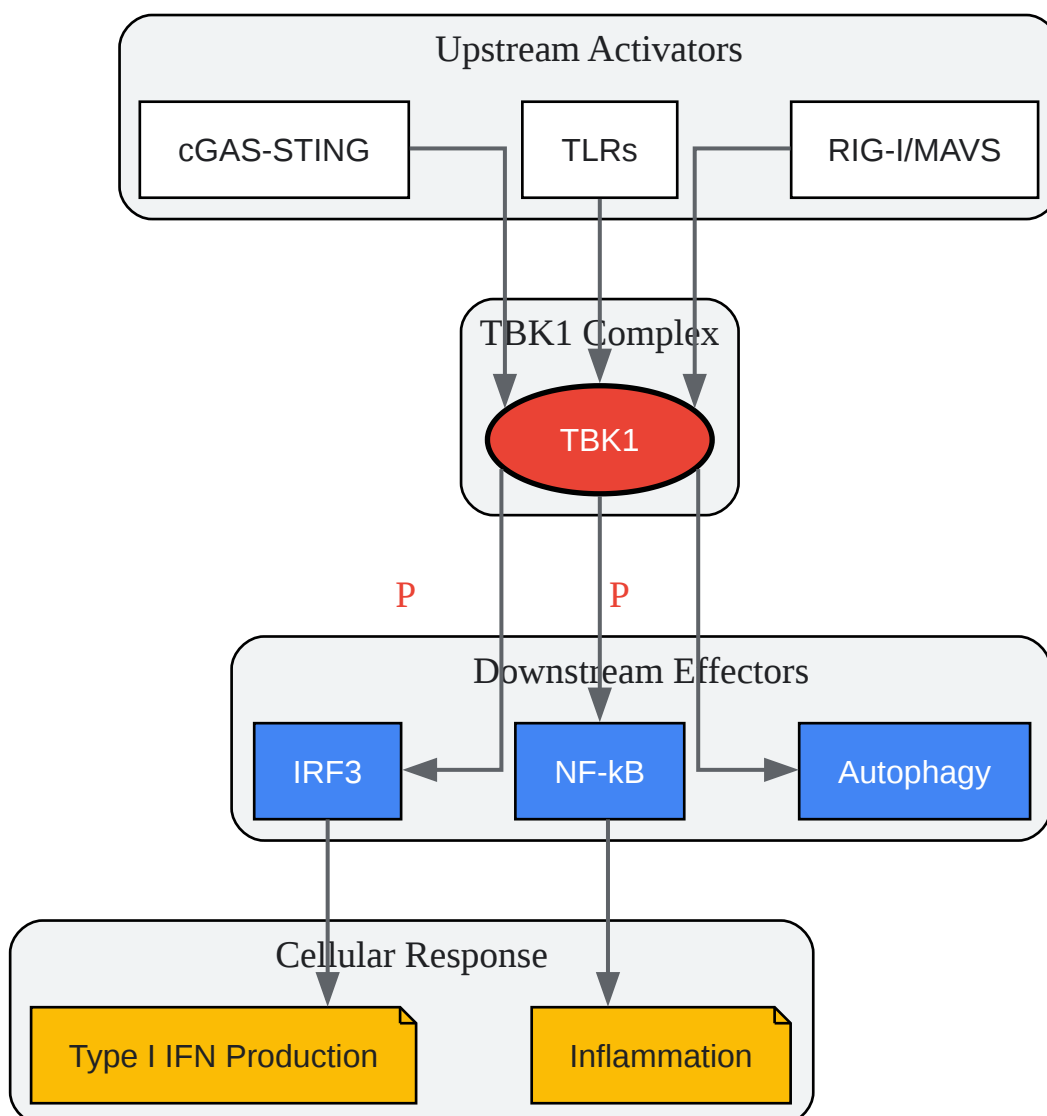 Upstream Activators
cGAS-STING
TLRs
RIG-I/MAVS
TBK1 Complex
TBK1
P
P
Downstream Effectors
IRF3
NF-kB
Autophagy
Cellular Response
Type I IFN Production
Inflammation